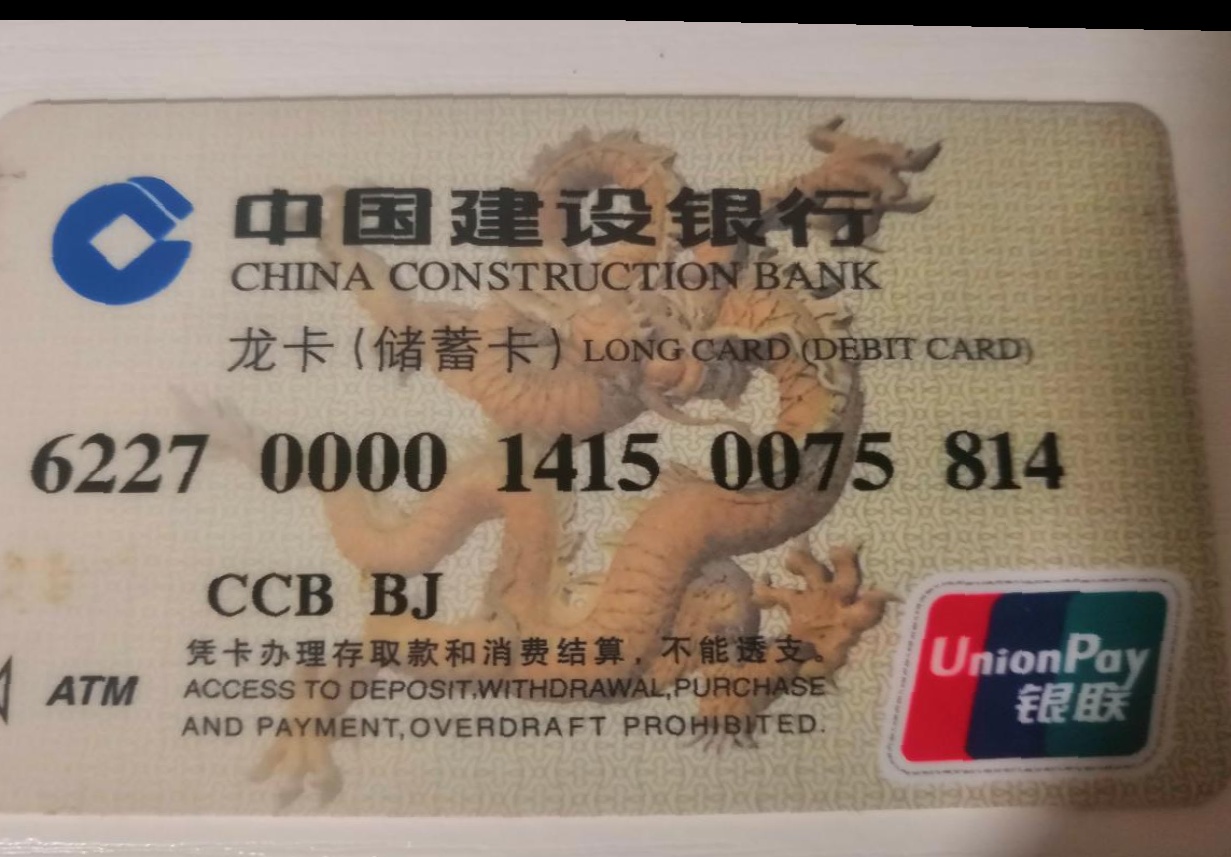 中国建设银行
CHINA CONSTRUCTION BANK
龙卡(储蓄卡) LONG CARD (DEBIT CARD)
6227 0000 1415 0075 814
CCB BJ
凭卡办理存取款和消费结算，不能透支。
ATM ACCESS TO DEPOSIT,WITHDRAWAL,PURCHASE
AND PAYMENT,OVERDRAFT PROHIBITED.
UnionPay
银联